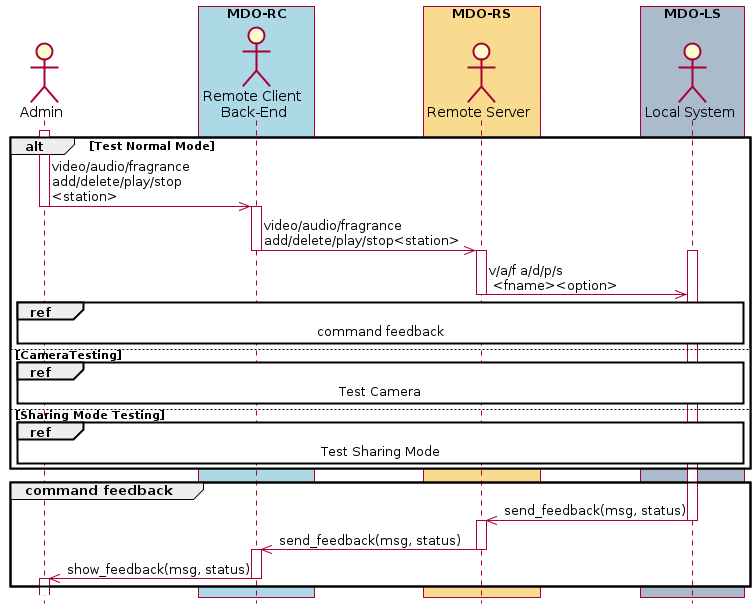 MDO-RC
MDO-RS
MDO-LS
Admin
Remote Client
Back-End
Remote Server
Local System
alt
[Test Normal Mode]
video/audio/fragrance
add/delete/play/stop
<station>
video/audio/fragrance
add/delete/play/stop<station>
v/a/f a/d/p/s
<fname><option>
ref
command feedback
[CameraTesting]
ref
Test Camera
[Sharing Mode Testing]
ref
Test Sharing Mode
command feedback
send_feedback(msg, status)
send_feedback(msg, status)
show_feedback(msg, status)